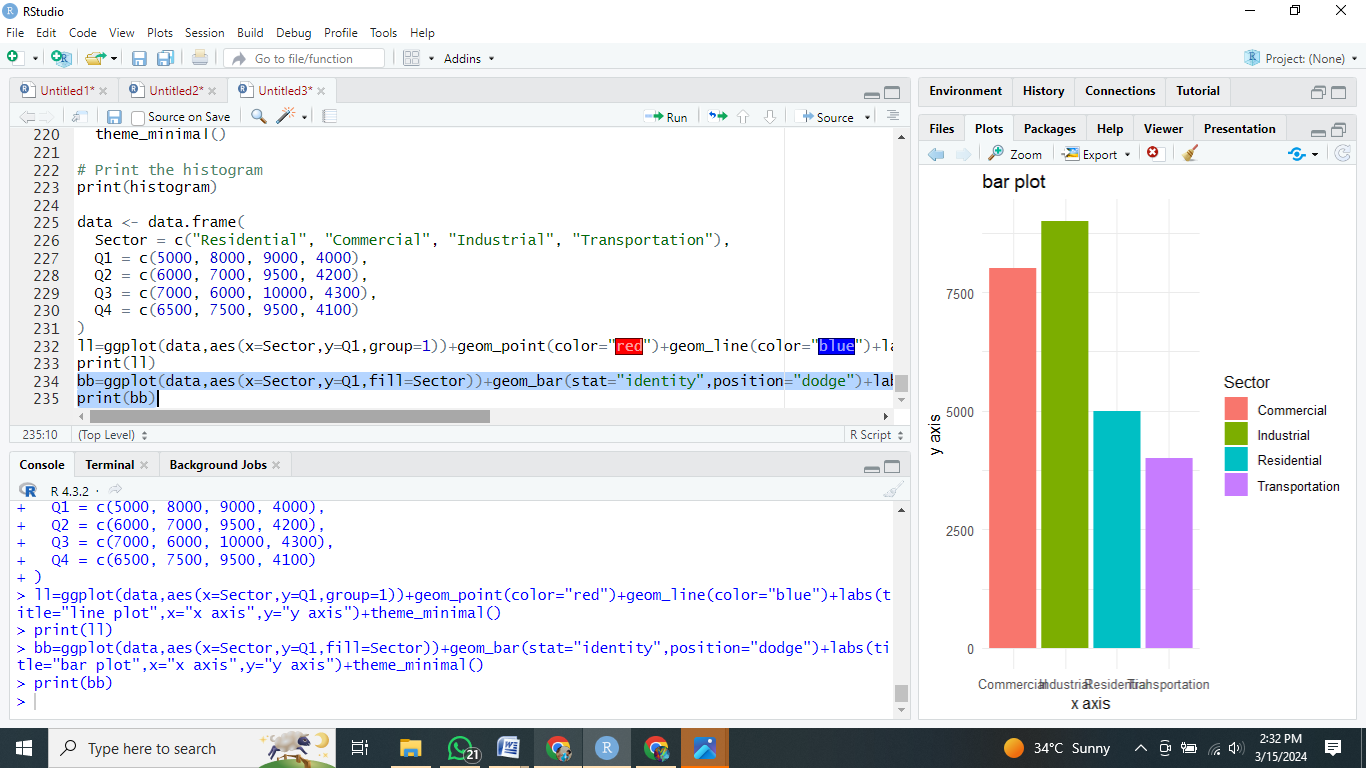 RStudio
File Edit Code View Plots Session Build Debug Profile Tools Help
Go to file/function
Addins
Project: (None)
Untitled1*
Untitled2*
Untitled3*
Source on Save
Run
Source
220 theme_minimal()
221
222 # Print the histogram
223 print(histogram)
224
225 data <- data.frame(
226 Sector = c("Residential", "Commercial", "Industrial", "Transportation"),
227 Q1 = c(5000, 8000, 9000, 4000),
228 Q2 = c(6000, 7000, 9500, 4200),
229 Q3 = c(7000, 6000, 10000, 4300),
230 Q4 = c(6500, 7500, 9500, 4100)
231 )
232 ll=ggplot(data,aes(x=Sector,y=Q1,group=1))+geom_point(color="red")+geom_line(color="blue")+la
233 print(ll)
234 bb=ggplot(data,aes(x=Sector,y=Q1,fill=Sector))+geom_bar(stat="identity",position="dodge")+lab
235 print(bb)
235:10 (Top Level) R Script
Console Terminal Background Jobs
R 4.3.2 ·
+ Q1 = c(5000, 8000, 9000, 4000),
+ Q2 = c(6000, 7000, 9500, 4200),
+ Q3 = c(7000, 6000, 10000, 4300),
+ Q4 = c(6500, 7500, 9500, 4100)
+ )
> ll=ggplot(data,aes(x=Sector,y=Q1,group=1))+geom_point(color="red")+geom_line(color="blue")+labs(t
itle="line plot",x="x axis",y="y axis")+theme_minimal()
> print(ll)
> bb=ggplot(data,aes(x=Sector,y=Q1,fill=Sector))+geom_bar(stat="identity",position="dodge")+labs(ti
tle="bar plot",x="x axis",y="y axis")+theme_minimal()
> print(bb)
>
Environment History Connections Tutorial
Files Plots Packages Help Viewer Presentation
Zoom Export
bar plot
7500
5000
2500
0
y axis
Commercial Industrial Residential Transportation
x axis
Sector
Commercial
Industrial
Residential
Transportation
Type here to search
21
34°C Sunny
2:32 PM
3/15/2024